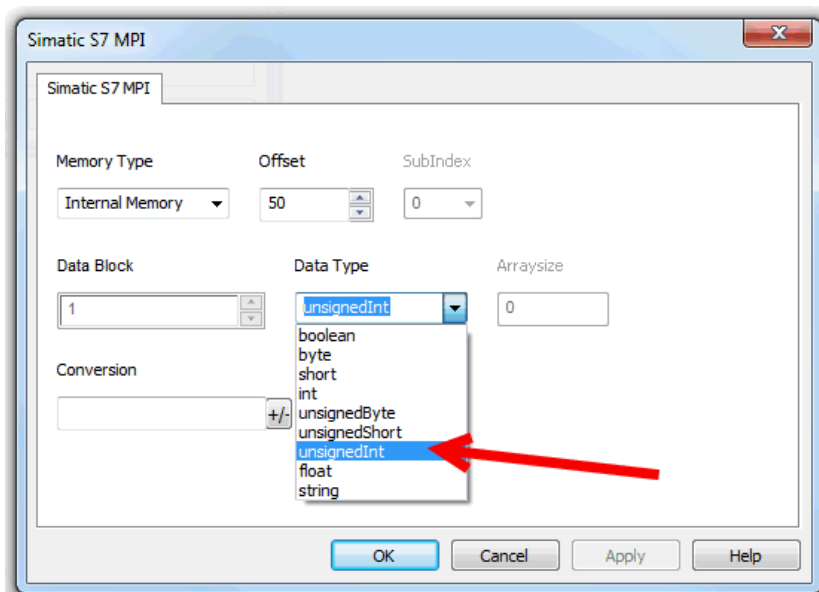 Simatic S7 MPI
Simatic S7 MPI
Memory Type Offset SubIndex
Internal Memory 50 0
Data Block Data Type Arraysize
1 unsignedInt 0
boolean
byte
short
Conversion
int
+/- unsignedByte
unsignedShort
unsignedInt
float
string
OK Cancel Apply Help